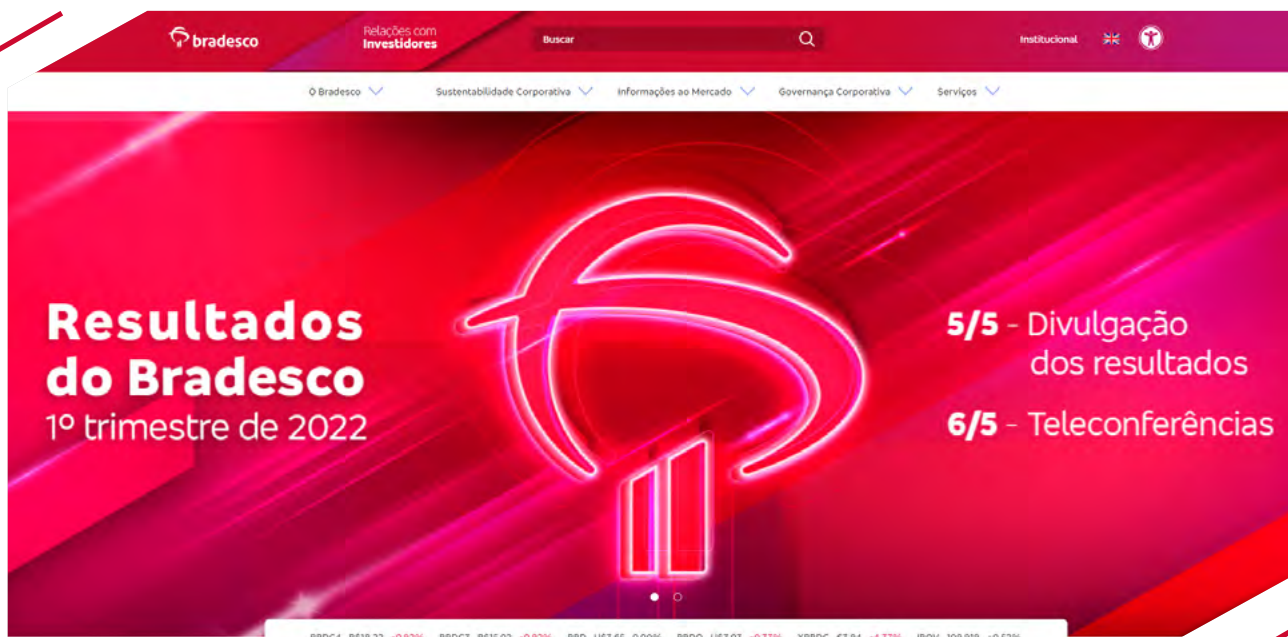 bradesco
Relações com
Investidores
Buscar
Institucional
O Bradesco
Sustentabilidade Corporativa
Informações ao Mercado
Governança Corporativa
Serviços
Resultados
do Bradesco
1º trimestre de 2022
5/5 - Divulgação
dos resultados
6/5 - Teleconferências